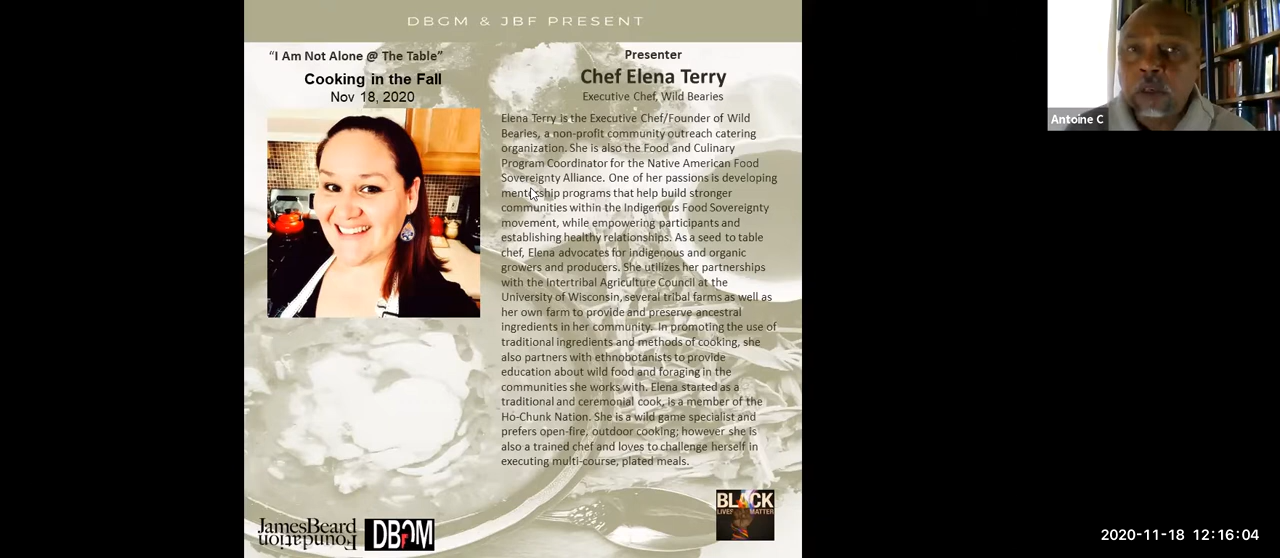 DBGM & JBF PRESENT
“I Am Not Alone @ The Table”
Cooking in the Fall
Nov 18, 2020
Presenter
Chef Elena Terry
Executive Chef, Wild Bearies
Elena Terry is the Executive Chef/Founder of Wild
Bearies, a non-profit community outreach catering
organization. She is also the Food and Culinary
Program Coordinator for the Native American Food
Sovereignty Alliance. One of her passions is developing
mentorship programs that help build stronger
communities within the Indigenous Food Sovereignty
movement, while empowering participants and
establishing healthy relationships. As a seed to table
chef, Elena advocates for indigenous and organic
growers and producers. She utilizes her partnerships
with the Intertribal Agriculture Council at the
University of Wisconsin, several tribal farms as well as
her own farm to provide and preserve ancestral
ingredients in her community. In promoting the use of
traditional ingredients and methods of cooking, she
also partners with ethnobotanists to provide
education about wild food and foraging in the
communities she works with. Elena started as a
traditional and ceremonial cook, is a member of the
Ho-Chunk Nation. She is a wild game specialist and
prefers open-fire, outdoor cooking; however she is
also a trained chef and loves to challenge herself in
executing multi-course, plated meals.
JamesBeard
Foundation
DBGM
BLACK
LIVES MATTER
Antoine C
2020-11-18 12:16:04